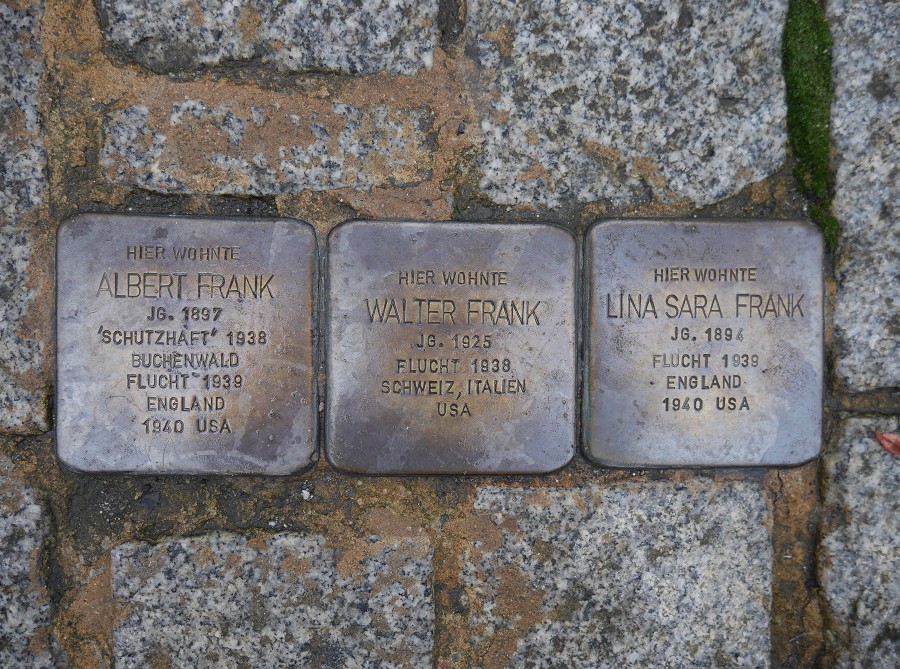 HIER WOHNTE
ALBERT FRANK
JG. 1897
'SCHUTZHAFT' 1938
BUCHENWALD
FLUCHT 1939
ENGLAND
1940 USA
HIER WOHNTE
WALTER FRANK
JG. 1925
FLUCHT 1938
SCHWEIZ, ITALIEN
USA
HIER WOHNTE
LINA SARA FRANK
JG. 1894
FLUCHT 1939
ENGLAND
1940 USA